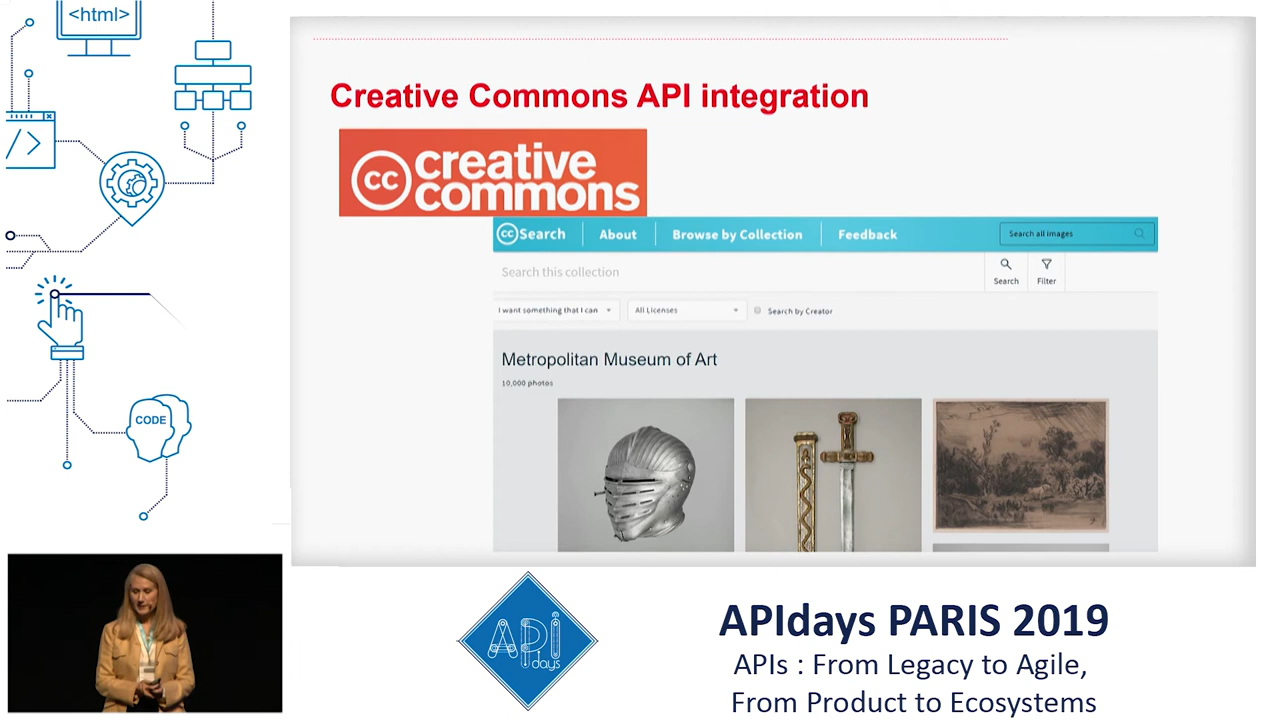 <html>
</>
CODE
Creative Commons API integration
cc creative
commons
cc Search About Browse by Collection Feedback Search all images
Search this collection
Search Filter
I want something that I can All Licenses Search by Creator
Metropolitan Museum of Art
10,000 photos
API
days
APIdays PARIS 2019
APIs : From Legacy to Agile,
From Product to Ecosystems